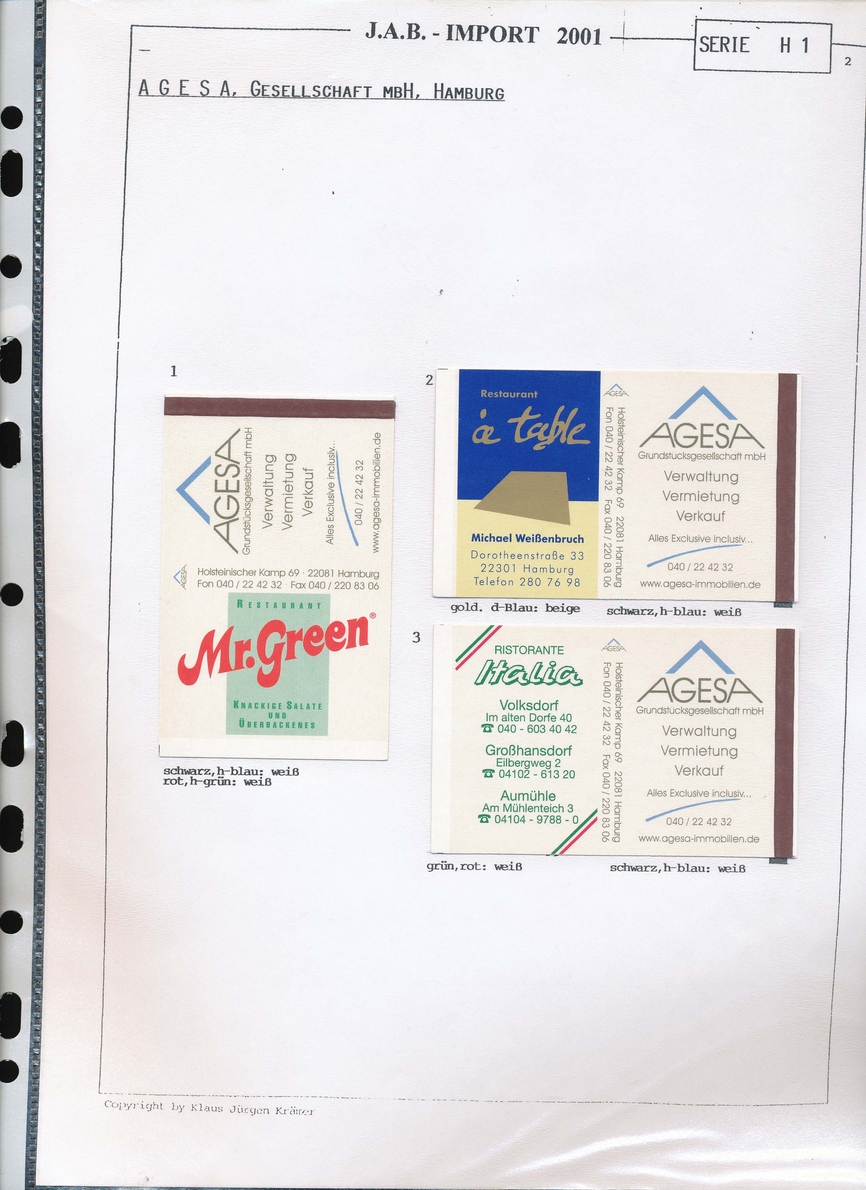 J.A.B. - IMPORT 2001
SERIE H 1
2
A G E S A, GESELLSCHAFT MBH, HAMBURG
1
AGESA
Grundstücksgesellschaft mbH
Verwaltung
Vermietung
Verkauf
Alles Exclusive inclusiv...
040 / 22 42 32
www.agesa-immobilien.de
AGESA
Holsteinischer Kamp 69 · 22081 Hamburg
Fon 040 / 22 42 32 · Fax 040 / 220 83 06
RESTAURANT
Mr.Green®
KNACKIGE SALATE
UND
ÜBERBACKENES
schwarz,h-blau: weiß
rot,h-grün: weiß
2
Restaurant
à table
Michael Weißenbruch
Dorotheenstraße 33
22301 Hamburg
Telefon 280 76 98
AGESA
Holsteinischer Kamp 69 22081 Hamburg
Fon 040 / 22 42 32 Fax 040 / 220 83 06
AGESA
Grundstücksgesellschaft mbH
Verwaltung
Vermietung
Verkauf
Alles Exclusive inclusiv...
040 / 22 42 32
www.agesa-immobilien.de
gold. d-Blau: beige
schwarz,h-blau: weiß
3
RISTORANTE
Italia
Volksdorf
Im alten Dorfe 40
☎ 040 - 603 40 42
Großhansdorf
Eilbergweg 2
☎ 04102 - 613 20
Aumühle
Am Mühlenteich 3
☎ 04104 - 9788 - 0
AGESA
Holsteinischer Kamp 69 22081 Hamburg
Fon 040 / 22 42 32 Fax 040 / 220 83 06
AGESA
Grundstücksgesellschaft mbH
Verwaltung
Vermietung
Verkauf
Alles Exclusive inclusiv...
040 / 22 42 32
www.agesa-immobilien.de
grün,rot: weiß
schwarz,h-blau: weiß
Copyright by Klaus Jürgen Krämer